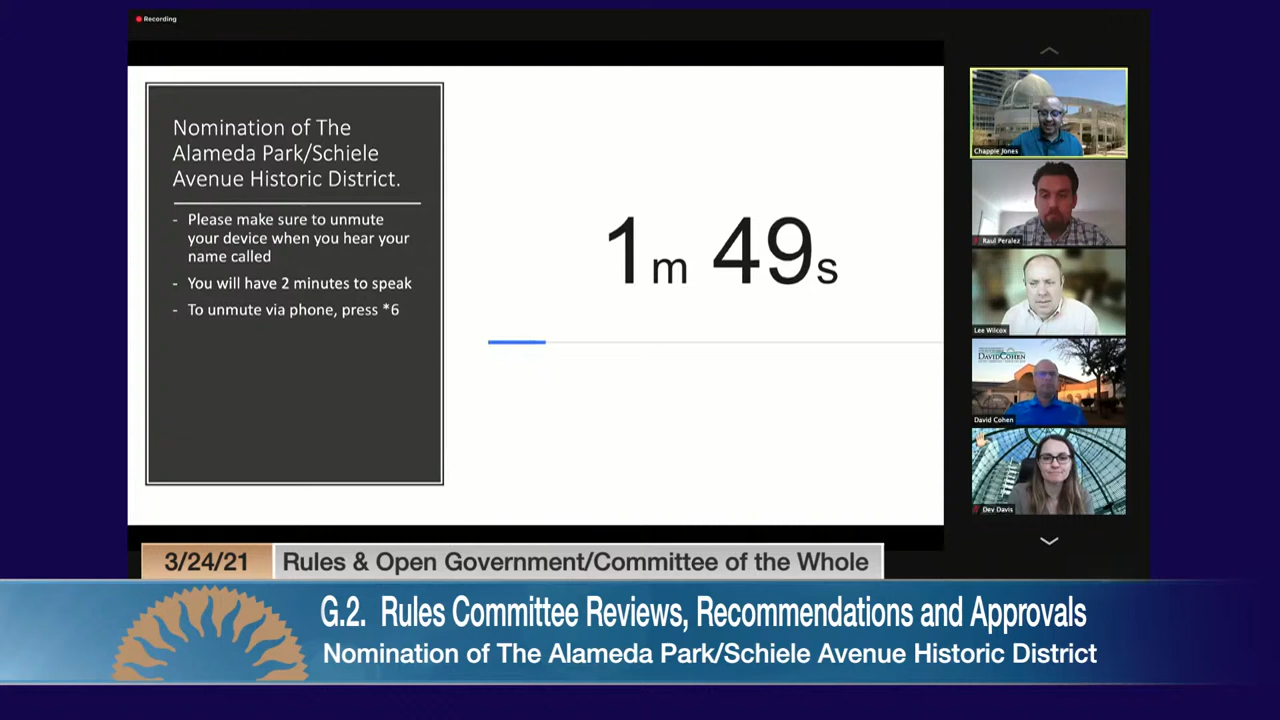 Recording
Nomination of The
Alameda Park/Schiele
Avenue Historic District.
- Please make sure to unmute
your device when you hear your
name called
- You will have 2 minutes to speak
- To unmute via phone, press *6
1m 49s
Chappie Jones
Raul Peralez
Lee Wilcox
DAVID COHEN
David Cohen
Dev Davis
3/24/21
Rules & Open Government/Committee of the Whole
G.2. Rules Committee Reviews, Recommendations and Approvals
Nomination of The Alameda Park/Schiele Avenue Historic District